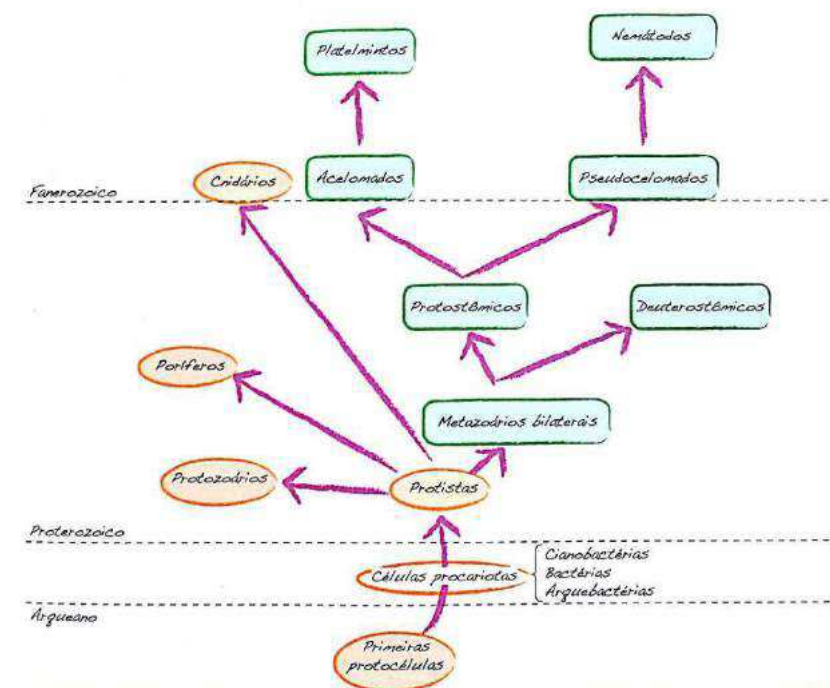 Nemátodos
Platelmintos
Cnidários
Acelomados
Pseudocelomados
Fanerozoico
Protostômicos
Deuterostômicos
Poríferos
Metazoários bilaterais
Protozoários
Protistas
Proterozoico
Células procariotas
Cianobactérias
Bactérias
Arquebactérias
Arqueano
Primeiras
protocélulas